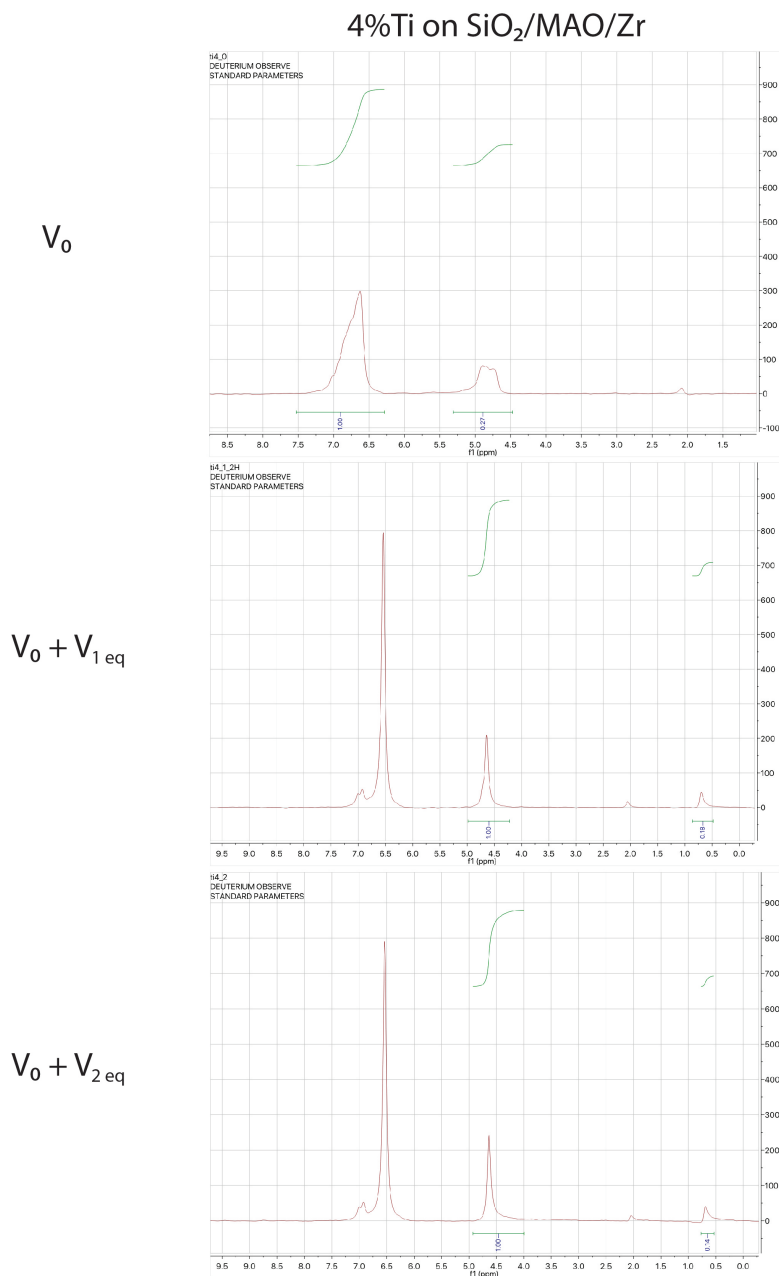 4%Ti on SiO₂/MAO/Zr
ti4_0
DEUTERIUM OBSERVE
STANDARD PARAMETERS
900
800
700
600
500
400
300
200
100
0
-100
V₀
1.00
0.27
8.5 8.0 7.5 7.0 6.5 6.0 5.5 5.0 4.5 4.0 3.5 3.0 2.5 2.0 1.5
f1 (ppm)
ti4_1_2H
DEUTERIUM OBSERVE
STANDARD PARAMETERS
900
800
700
600
500
400
300
200
100
0
V₀ + V₁ eq
1.00
0.18
9.5 9.0 8.5 8.0 7.5 7.0 6.5 6.0 5.5 5.0 4.5 4.0 3.5 3.0 2.5 2.0 1.5 1.0 0.5 0.0
f1 (ppm)
ti4_2
DEUTERIUM OBSERVE
STANDARD PARAMETERS
900
800
700
600
500
400
300
200
100
0
V₀ + V₂ eq
1.00
0.14
9.5 9.0 8.5 8.0 7.5 7.0 6.5 6.0 5.5 5.0 4.5 4.0 3.5 3.0 2.5 2.0 1.5 1.0 0.5 0.0
f1 (ppm)